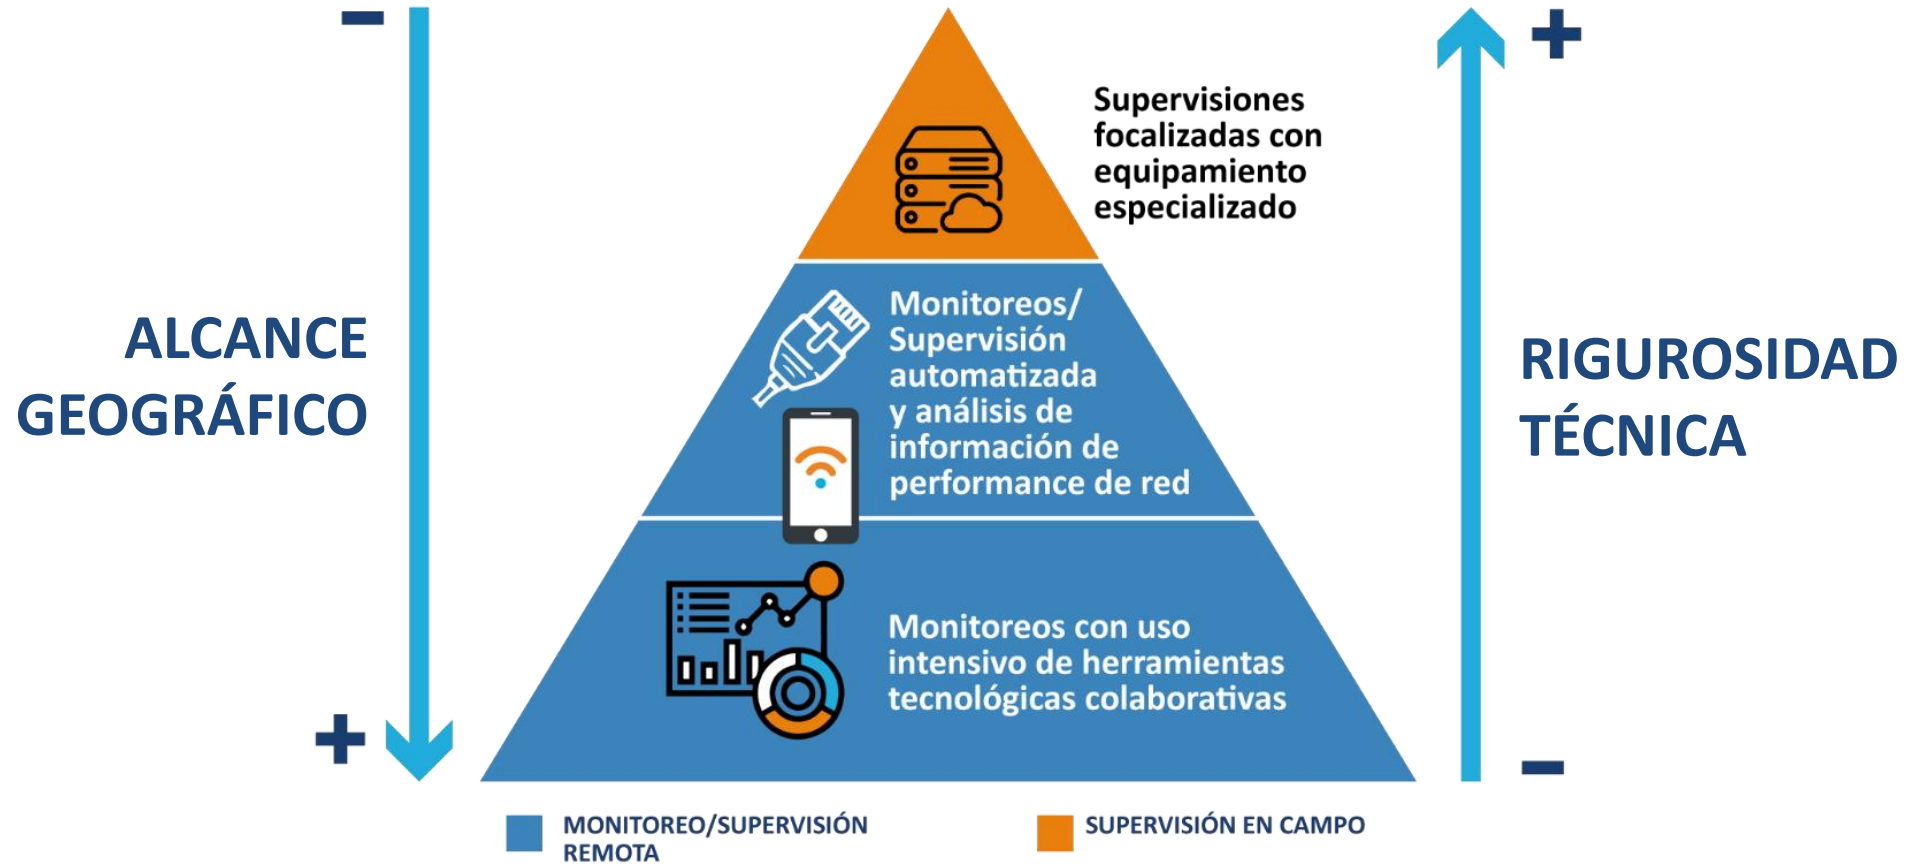 −
+
Supervisiones
focalizadas con
equipamiento
especializado
ALCANCE
GEOGRÁFICO
Monitoreos/
Supervisión
automatizada
y análisis de
información de
performance de red
RIGUROSIDAD
TÉCNICA
Monitoreos con uso
intensivo de herramientas
tecnológicas colaborativas
+
−
MONITOREO/SUPERVISIÓN
REMOTA
SUPERVISIÓN EN CAMPO